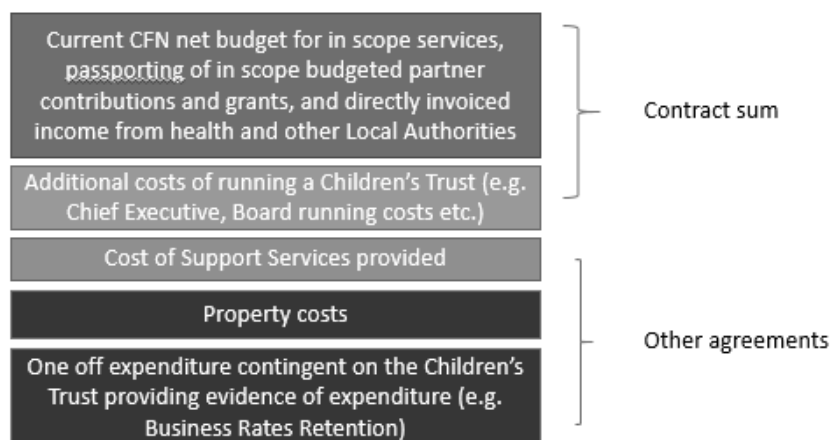 Current CFN net budget for in scope services,
passporting of in scope budgeted partner
contributions and grants, and directly invoiced
income from health and other Local Authorities
Contract sum
Additional costs of running a Children's Trust (e.g.
Chief Executive, Board running costs etc.)
Cost of Support Services provided
Property costs
Other agreements
One off expenditure contingent on the Children's
Trust providing evidence of expenditure (e.g.
Business Rates Retention)